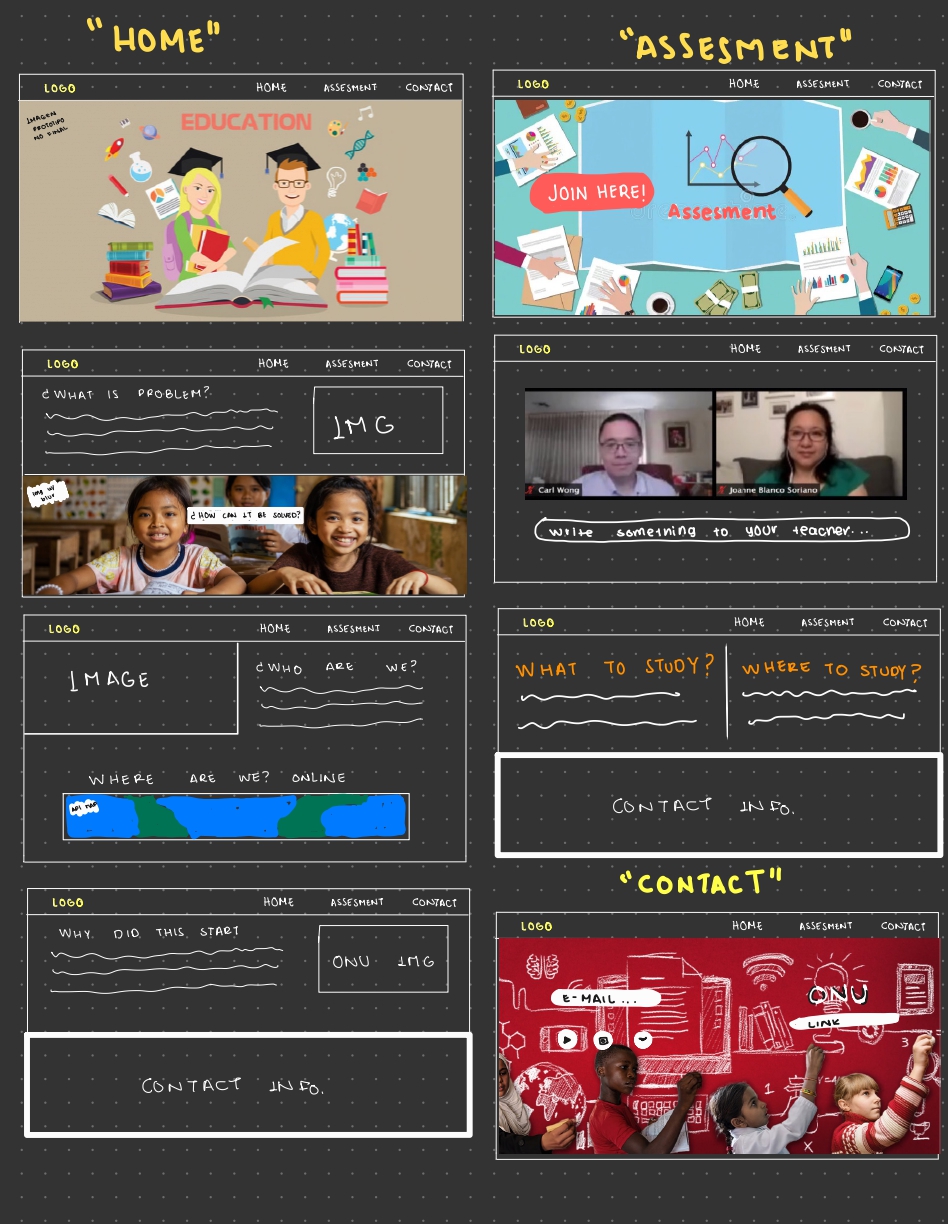 "HOME"
LOGO HOME ASSESMENT CONTACT
IMAGEN
PROTOTIPO
NO FINAL
EDUCATION
LOGO HOME ASSESMENT CONTACT
¿WHAT IS PROBLEM?
IMG
Img w/
blur
¿HOW CAN IT BE SOLVED?
LOGO HOME ASSESMENT CONTACT
IMAGE
¿WHO ARE WE?
WHERE ARE WE? ONLINE
API MAP
LOGO HOME ASSESMENT CONTACT
WHY DID THIS START
ONU IMG
CONTACT INFO.
"ASSESMENT"
LOGO HOME ASSESMENT CONTACT
JOIN HERE!
Assesment
LOGO HOME ASSESMENT CONTACT
Carl Wong
Joanne Blanco Soriano
write something to your teacher...
LOGO HOME ASSESMENT CONTACT
WHAT TO STUDY?
WHERE TO STUDY?
CONTACT INFO.
"CONTACT"
LOGO HOME ASSESMENT CONTACT
E-MAIL ...
ONU
LINK